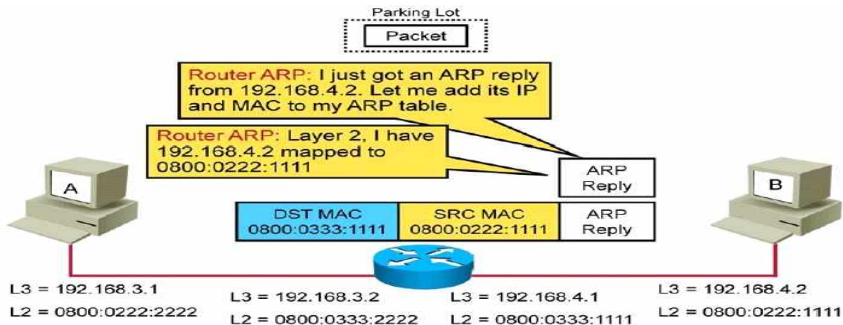 Parking Lot
Packet
Router ARP: I just got an ARP reply
from 192.168.4.2. Let me add its IP
and MAC to my ARP table.
Router ARP: Layer 2, I have
192.168.4.2 mapped to
0800:0222:1111
ARP
Reply
A
B
DST MAC
0800:0333:1111
SRC MAC
0800:0222:1111
ARP
Reply
L3 = 192.168.3.1
L2 = 0800:0222:2222
L3 = 192.168.3.2
L2 = 0800:0333:2222
L3 = 192.168.4.1
L2 = 0800:0333:1111
L3 = 192.168.4.2
L2 = 0800:0222:1111